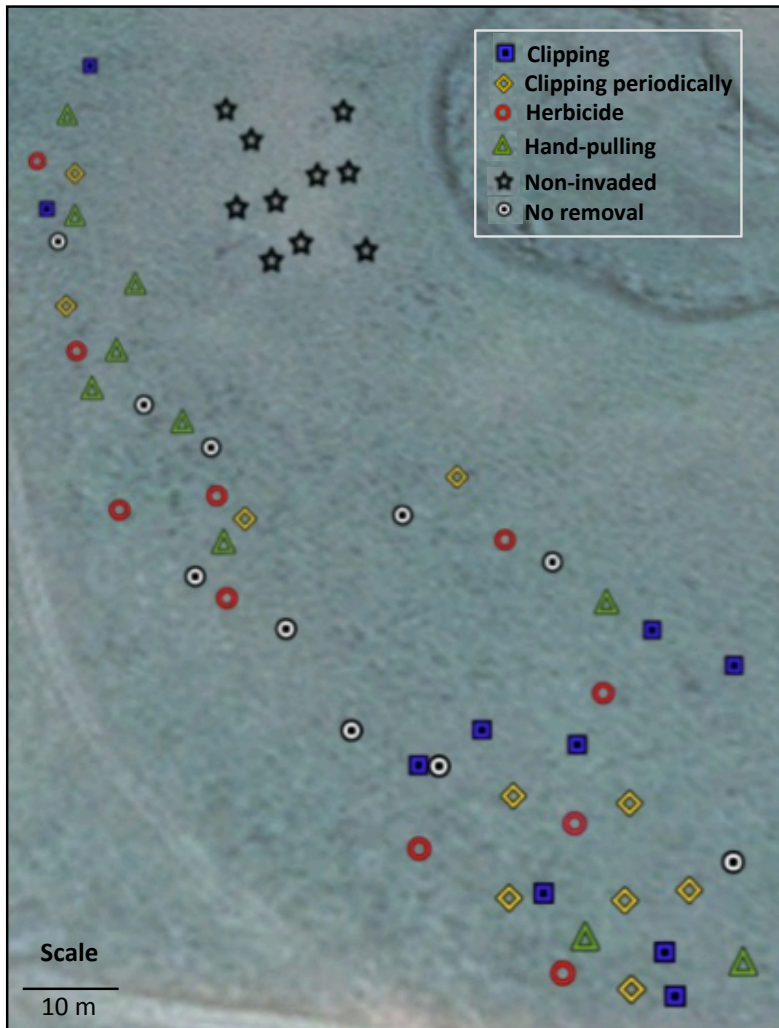 Clipping
Clipping periodically
Herbicide
Hand-pulling
Non-invaded
No removal
Scale
10 m